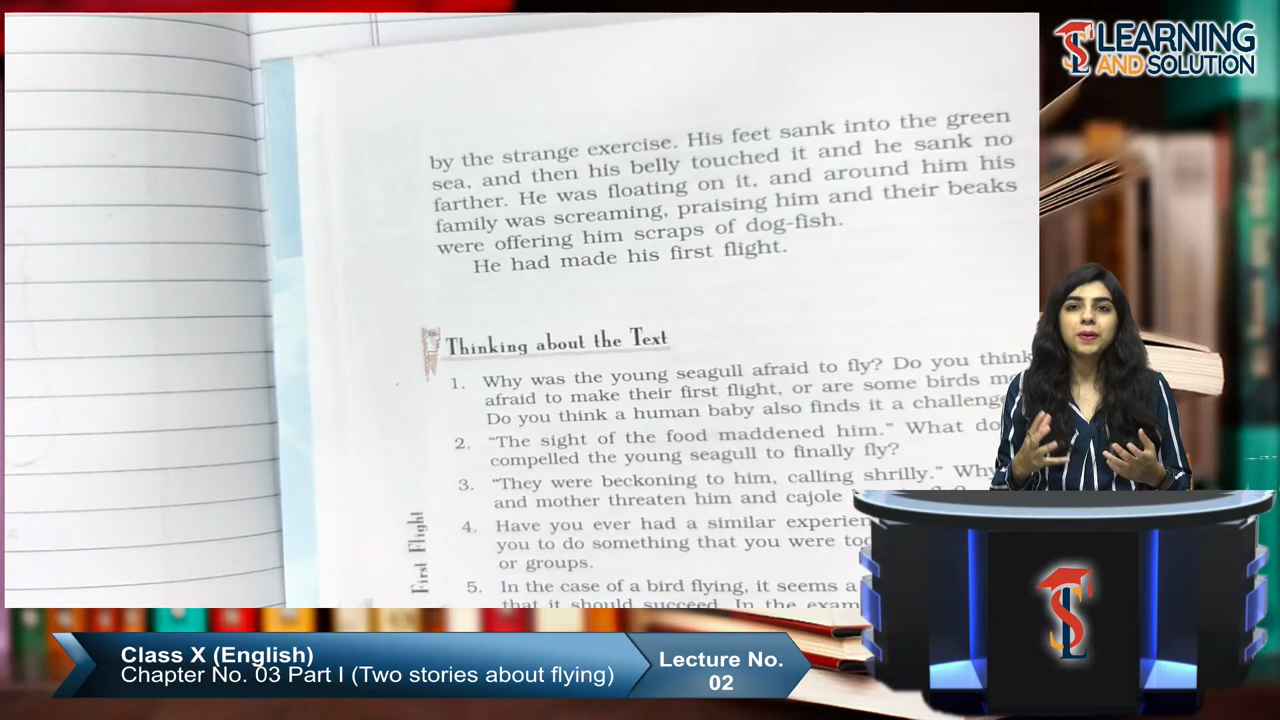 LEARNING
AND SOLUTION
by the strange exercise. His feet sank into the green
sea, and then his belly touched it and he sank no
farther. He was floating on it, and around him his
family was screaming, praising him and their beaks
were offering him scraps of dog-fish.
He had made his first flight.
Thinking about the Text
1. Why was the young seagull afraid to fly? Do you think
afraid to make their first flight, or are some birds
Do you think a human baby also finds it a challenge
2. "The sight of the food maddened him." What do
compelled the young seagull to finally fly?
3. "They were beckoning to him, calling shrilly." Why
and mother threaten him and cajole
4. Have you ever had a similar
you to do something that you were
or groups.
5. In the case of a bird flying, it seems a
that it should succeed. In the
First Flight
Class X (English)
Chapter No. 03 Part I (Two stories about flying)
Lecture No.
02